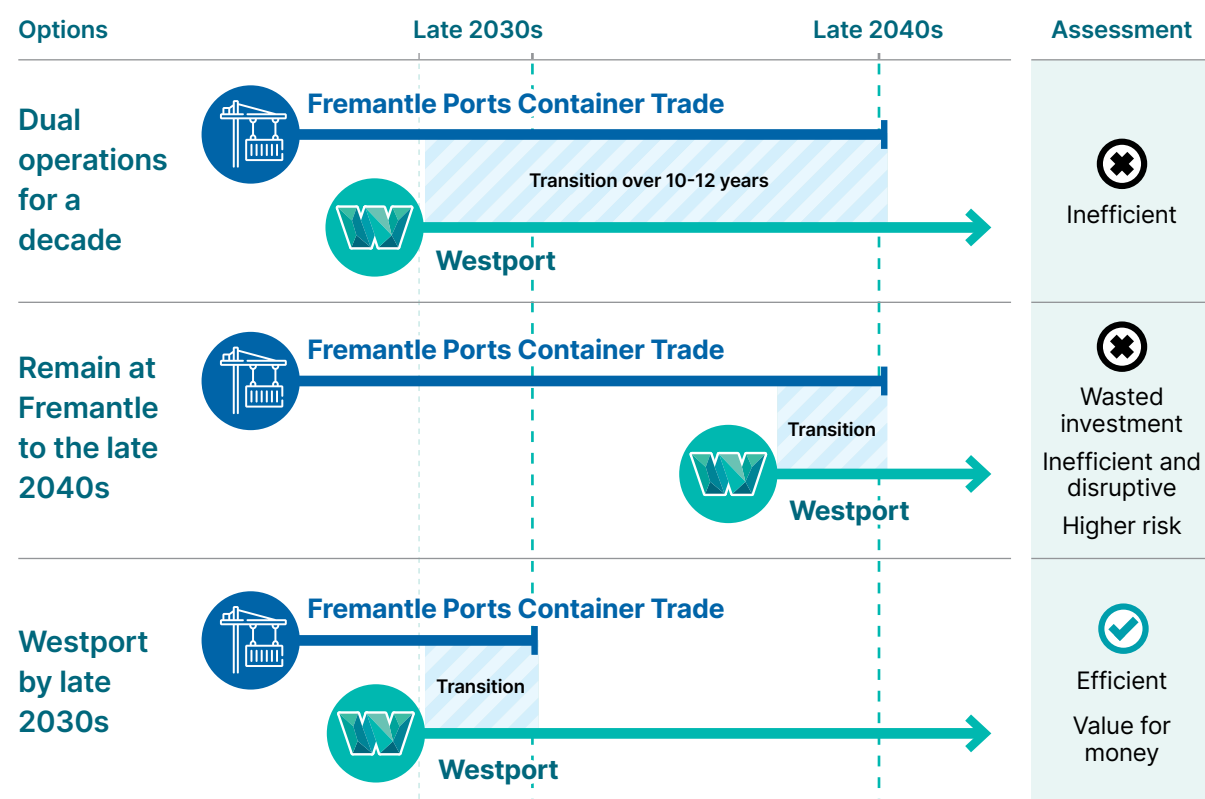 Options
Late 2030s
Late 2040s
Assessment
Dual
operations
for a
decade
Fremantle Ports Container Trade
Transition over 10-12 years
Westport
Inefficient
Remain at
Fremantle
to the late
2040s
Fremantle Ports Container Trade
Transition
Westport
Wasted
investment
Inefficient and
disruptive
Higher risk
Westport
by late
2030s
Fremantle Ports Container Trade
Transition
Westport
Efficient
Value for
money